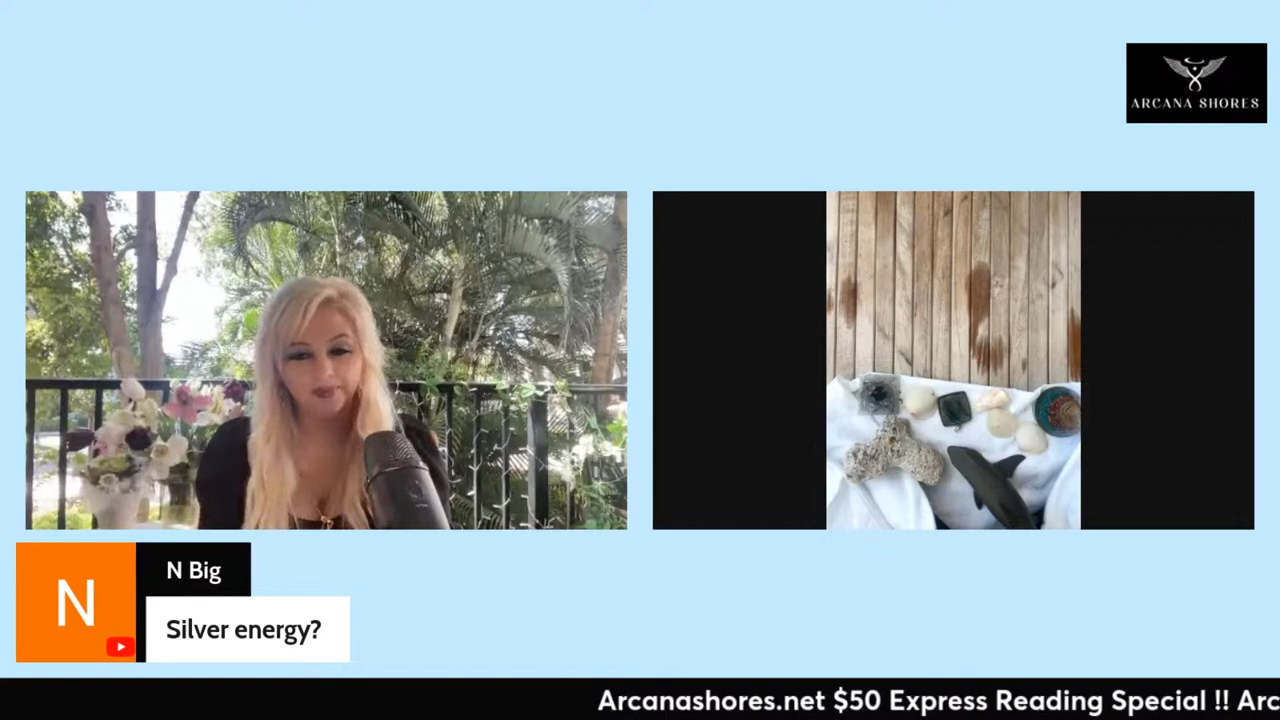 ARCANA SHORES
N
N Big
Silver energy?
Arcanashores.net $50 Express Reading Special !! Arc